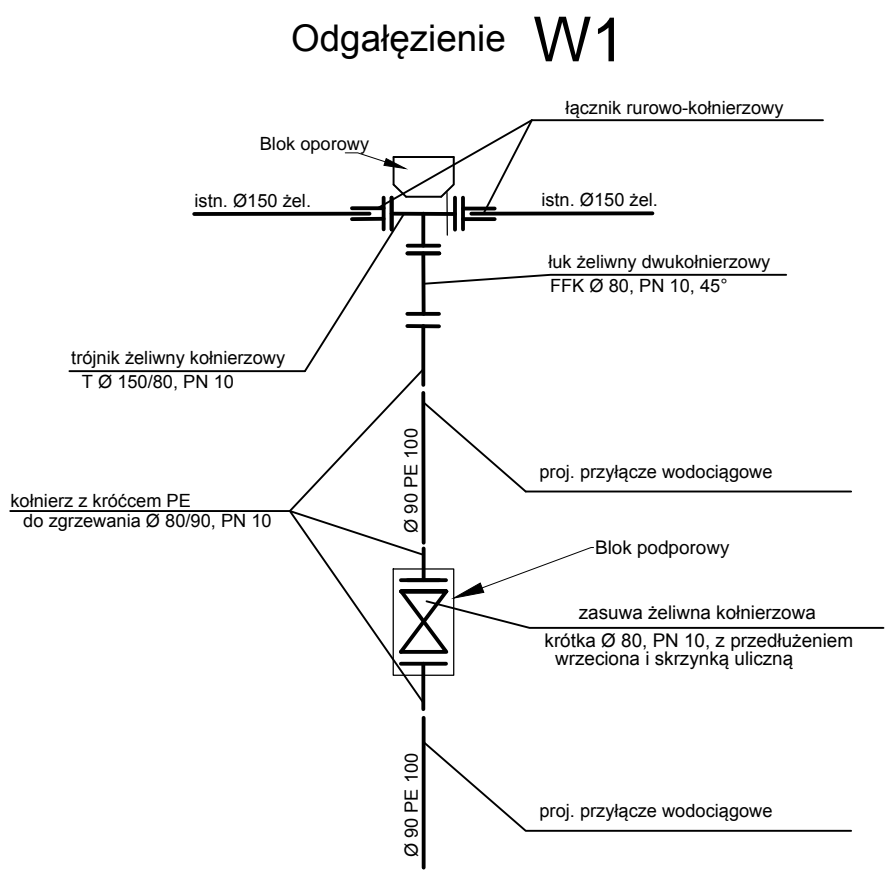 Odgałęzienie W1
łącznik rurowo-kołnierzowy
Blok oporowy
istn. Ø150 żel.
istn. Ø150 żel.
łuk żeliwny dwukołnierzowy
FFK Ø 80, PN 10, 45°
trójnik żeliwny kołnierzowy
T Ø 150/80, PN 10
Ø 90 PE 100
proj. przyłącze wodociągowe
kołnierz z króćcem PE
do zgrzewania Ø 80/90, PN 10
Blok podporowy
zasuwa żeliwna kołnierzowa
krótka Ø 80, PN 10, z przedłużeniem
wrzeciona i skrzynką uliczną
Ø 90 PE 100
proj. przyłącze wodociągowe